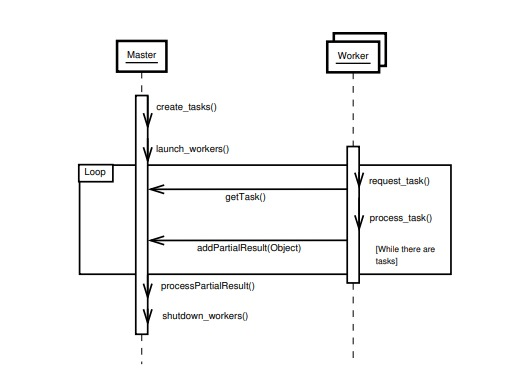 Master
Worker
create_tasks()
launch_workers()
Loop
request_task()
getTask()
process_task()
addPartialResult(Object)
[While there are
tasks]
processPartialResult()
shutdown_workers()